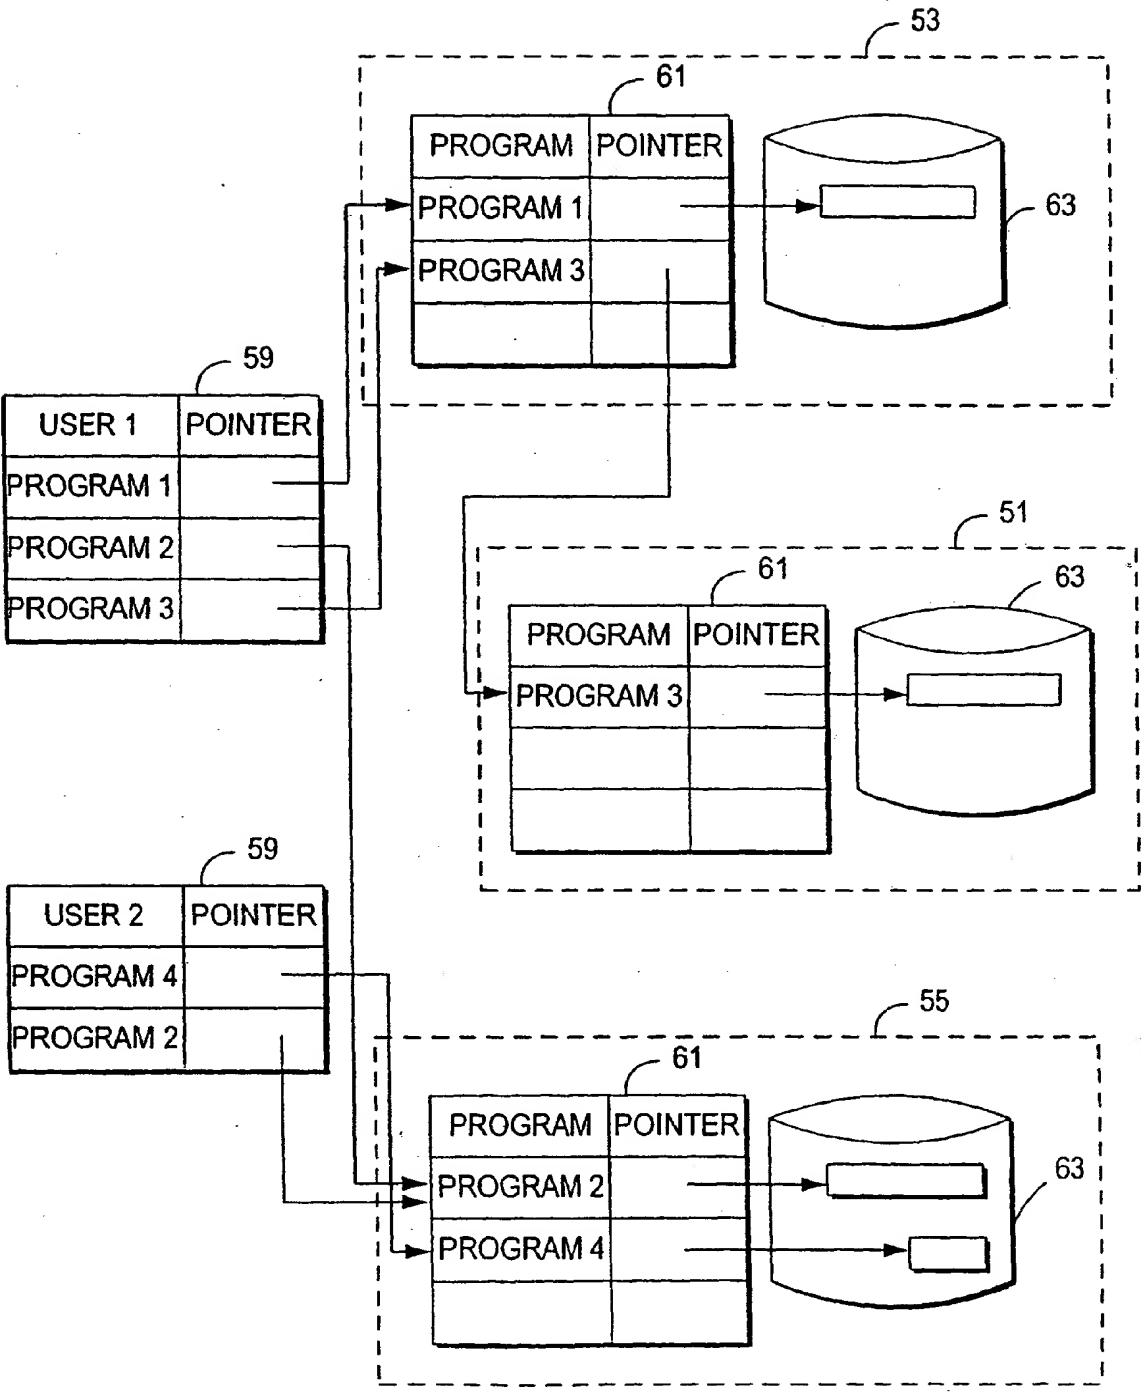 53
61
PROGRAM POINTER
PROGRAM 1
63
PROGRAM 3
59
USER 1 POINTER
PROGRAM 1
PROGRAM 2
PROGRAM 3
51
61
63
PROGRAM POINTER
PROGRAM 3
59
USER 2 POINTER
PROGRAM 4
PROGRAM 2
55
61
PROGRAM POINTER
PROGRAM 2
63
PROGRAM 4